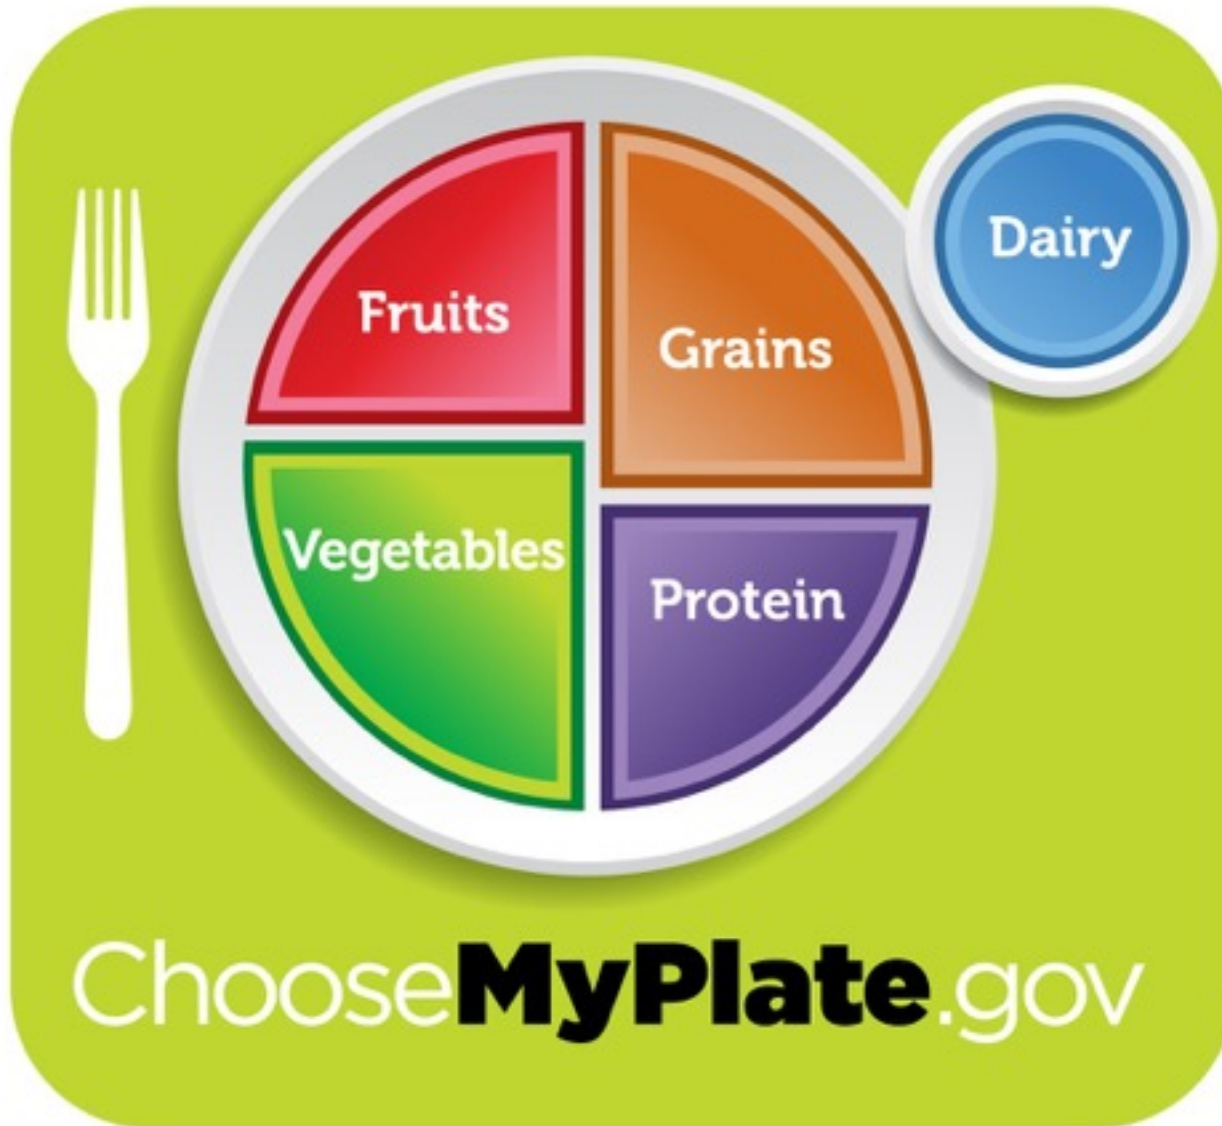 Fruits
Grains
Dairy
Vegetables
Protein
ChooseMyPlate.gov